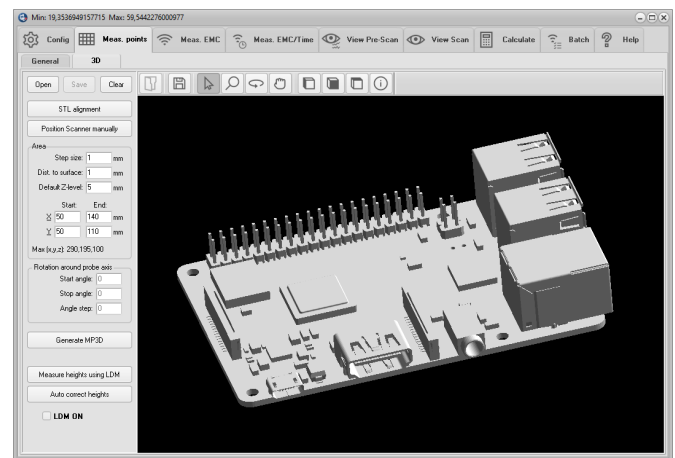 Min: 19,3536949157715 Max: 59,5442276000977
Config Meas. points Meas. EMC Meas. EMC/Time View Pre-Scan View Scan Calculate Batch Help
General 3D
Open Save Clear
STL alignment
Position Scanner manually
Area
Step size: 1 mm
Dist. to surface: 1 mm
Default Z-level: 5 mm
Start: End:
X 50 140 mm
Y 50 110 mm
Max (x,y,z): 290,195,100
Rotation around probe axis
Start angle: 0
Stop angle: 0
Angle step: 0
Generate MP3D
Measure heights using LDM
Auto correct heights
LDM ON